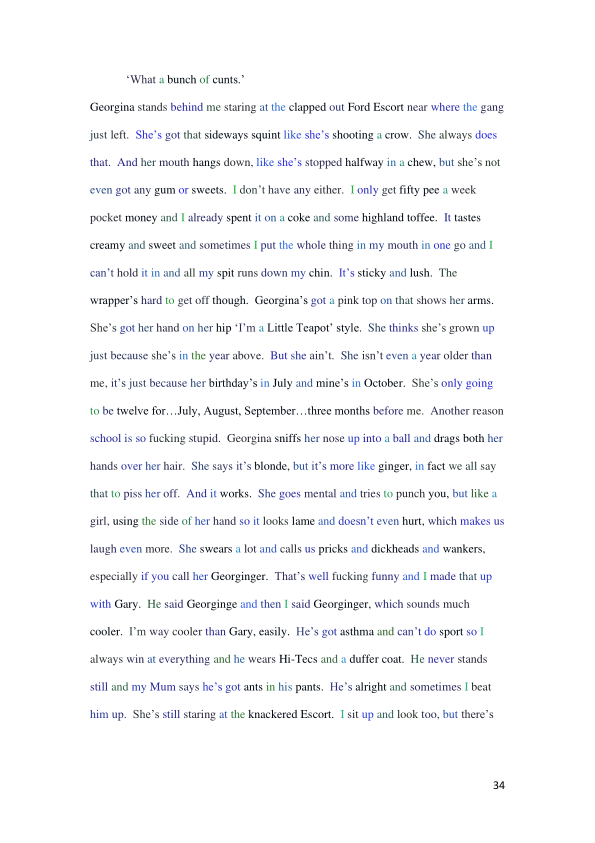 ‘What a bunch of cunts.’
Georgina stands behind me staring at the clapped out Ford Escort near where the gang
just left.  She’s got that sideways squint like she’s shooting a crow.  She always does
that.  And her mouth hangs down, like she’s stopped halfway in a chew, but she’s not
even got any gum or sweets.  I don’t have any either.  I only get fifty pee a week
pocket money and I already spent it on a coke and some highland toffee.  It tastes
creamy and sweet and sometimes I put the whole thing in my mouth in one go and I
can’t hold it in and all my spit runs down my chin.  It’s sticky and lush.  The
wrapper’s hard to get off though.  Georgina’s got a pink top on that shows her arms.
She’s got her hand on her hip ‘I’m a Little Teapot’ style.  She thinks she’s grown up
just because she’s in the year above.  But she ain’t.  She isn’t even a year older than
me, it’s just because her birthday’s in July and mine’s in October.  She’s only going
to be twelve for…July, August, September…three months before me.  Another reason
school is so fucking stupid.  Georgina sniffs her nose up into a ball and drags both her
hands over her hair.  She says it’s blonde, but it’s more like ginger, in fact we all say
that to piss her off.  And it works.  She goes mental and tries to punch you, but like a
girl, using the side of her hand so it looks lame and doesn’t even hurt, which makes us
laugh even more.  She swears a lot and calls us pricks and dickheads and wankers,
especially if you call her Georginger.  That’s well fucking funny and I made that up
with Gary.  He said Georginge and then I said Georginger, which sounds much
cooler.  I’m way cooler than Gary, easily.  He’s got asthma and can’t do sport so I
always win at everything and he wears Hi-Tecs and a duffer coat.  He never stands
still and my Mum says he’s got ants in his pants.  He’s alright and sometimes I beat
him up.  She’s still staring at the knackered Escort.  I sit up and look too, but there’s
34